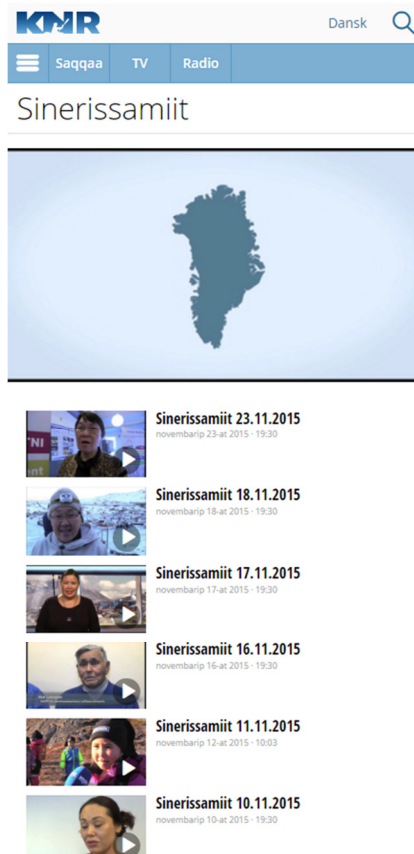 KNR
Dansk
Saqqaa TV Radio
Sinerissamiit
Sinerissamiit 23.11.2015
novembarip 23-at 2015 · 19:30
Sinerissamiit 18.11.2015
novembarip 18-at 2015 · 19:30
Sinerissamiit 17.11.2015
novembarip 17-at 2015 · 19:30
Sinerissamiit 16.11.2015
novembarip 16-at 2015 · 19:30
Sinerissamiit 11.11.2015
novembarip 12-at 2015 · 10:03
Sinerissamiit 10.11.2015
novembarip 10-at 2015 · 19:30